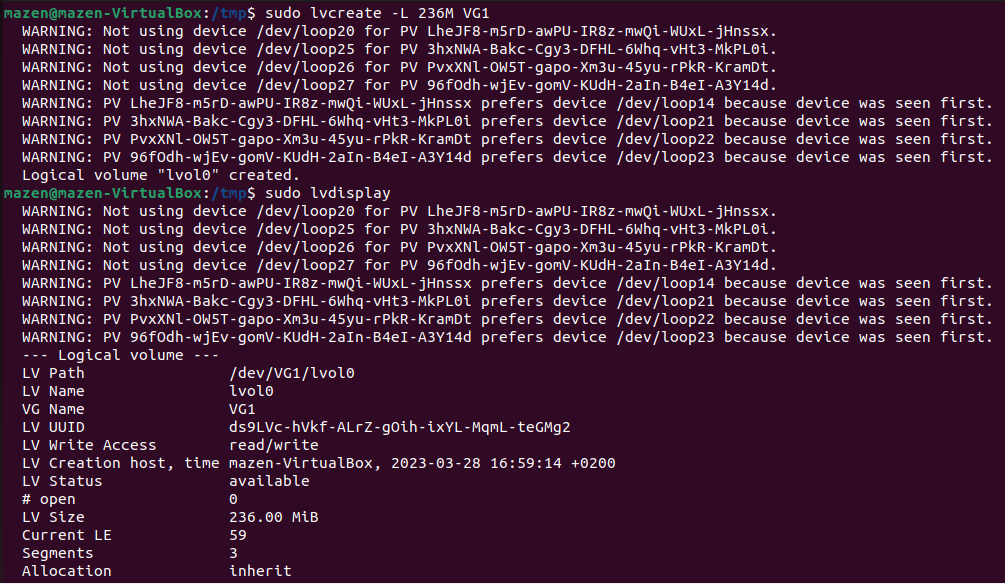 mazen@mazen-VirtualBox:/tmp$ sudo lvcreate -L 236M VG1
  WARNING: Not using device /dev/loop20 for PV LheJF8-m5rD-awPU-IR8z-mwQi-WUxL-jHnssx.
  WARNING: Not using device /dev/loop25 for PV 3hxNWA-Bakc-Cgy3-DFHL-6Whq-vHt3-MkPL0i.
  WARNING: Not using device /dev/loop26 for PV PvxXNl-OW5T-gapo-Xm3u-45yu-rPkR-KramDt.
  WARNING: Not using device /dev/loop27 for PV 96fOdh-wjEv-gomV-KUdH-2aIn-B4eI-A3Y14d.
  WARNING: PV LheJF8-m5rD-awPU-IR8z-mwQi-WUxL-jHnssx prefers device /dev/loop14 because device was seen first.
  WARNING: PV 3hxNWA-Bakc-Cgy3-DFHL-6Whq-vHt3-MkPL0i prefers device /dev/loop21 because device was seen first.
  WARNING: PV PvxXNl-OW5T-gapo-Xm3u-45yu-rPkR-KramDt prefers device /dev/loop22 because device was seen first.
  WARNING: PV 96fOdh-wjEv-gomV-KUdH-2aIn-B4eI-A3Y14d prefers device /dev/loop23 because device was seen first.
  Logical volume "lvol0" created.
mazen@mazen-VirtualBox:/tmp$ sudo lvdisplay
  WARNING: Not using device /dev/loop20 for PV LheJF8-m5rD-awPU-IR8z-mwQi-WUxL-jHnssx.
  WARNING: Not using device /dev/loop25 for PV 3hxNWA-Bakc-Cgy3-DFHL-6Whq-vHt3-MkPL0i.
  WARNING: Not using device /dev/loop26 for PV PvxXNl-OW5T-gapo-Xm3u-45yu-rPkR-KramDt.
  WARNING: Not using device /dev/loop27 for PV 96fOdh-wjEv-gomV-KUdH-2aIn-B4eI-A3Y14d.
  WARNING: PV LheJF8-m5rD-awPU-IR8z-mwQi-WUxL-jHnssx prefers device /dev/loop14 because device was seen first.
  WARNING: PV 3hxNWA-Bakc-Cgy3-DFHL-6Whq-vHt3-MkPL0i prefers device /dev/loop21 because device was seen first.
  WARNING: PV PvxXNl-OW5T-gapo-Xm3u-45yu-rPkR-KramDt prefers device /dev/loop22 because device was seen first.
  WARNING: PV 96fOdh-wjEv-gomV-KUdH-2aIn-B4eI-A3Y14d prefers device /dev/loop23 because device was seen first.
  --- Logical volume ---
  LV Path                /dev/VG1/lvol0
  LV Name                lvol0
  VG Name                VG1
  LV UUID                ds9LVc-hVkf-ALrZ-gOih-ixYL-MqmL-teGMg2
  LV Write Access        read/write
  LV Creation host, time mazen-VirtualBox, 2023-03-28 16:59:14 +0200
  LV Status              available
  # open                 0
  LV Size                236.00 MiB
  Current LE             59
  Segments               3
  Allocation             inherit